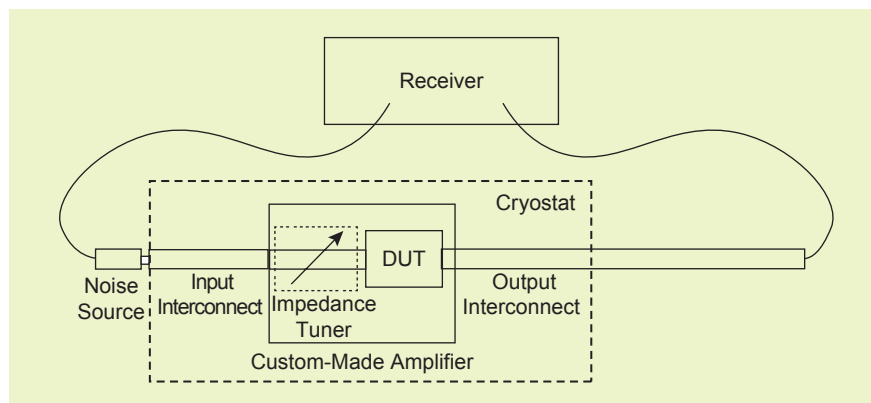 Receiver
Cryostat
DUT
Noise
Source
Input
Interconnect
Impedance
Tuner
Output
Interconnect
Custom-Made Amplifier